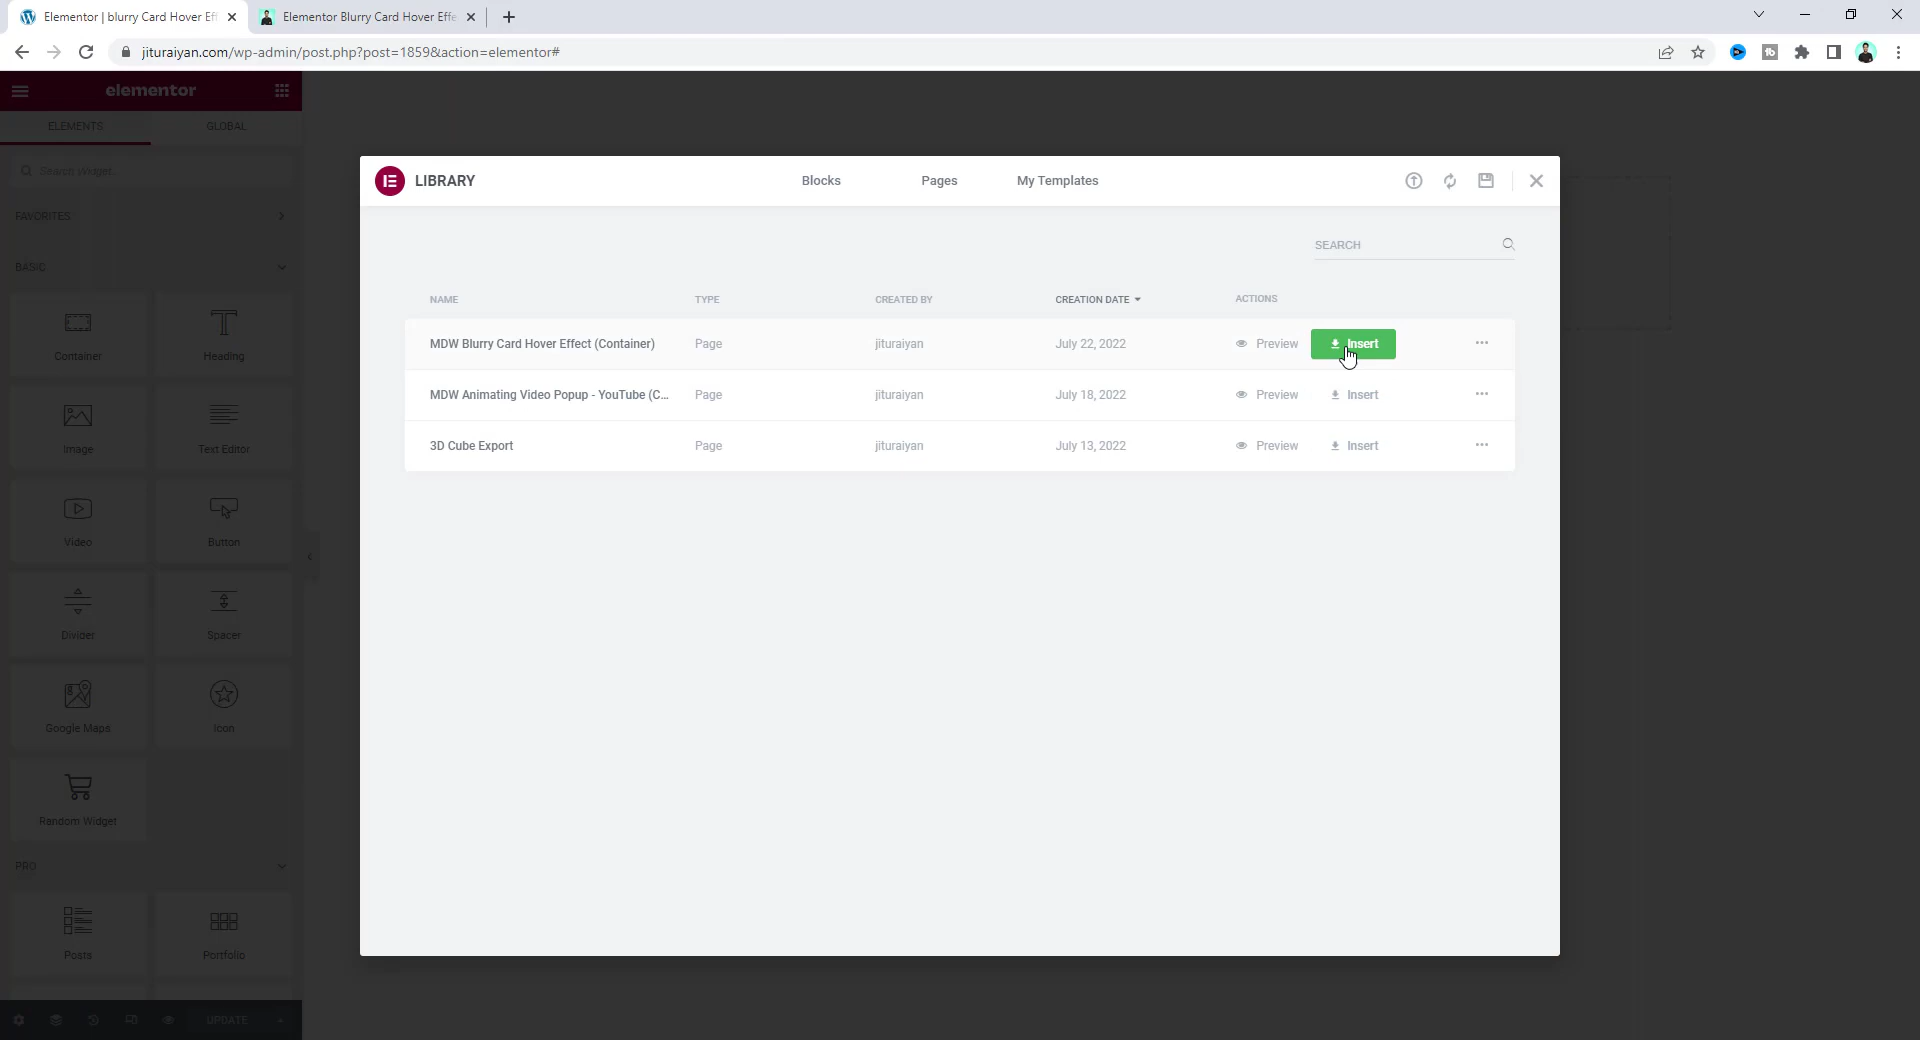 Elementor | blurry Card Hover Eff
Elementor Blurry Card Hover Effe
jituraiyan.com/wp-admin/post.php?post=1859&action=elementor#
elementor
ELEMENTS GLOBAL
Search Widget...
FAVORITES
BASIC
Container Heading
Image Text Editor
Video Button
Divider Spacer
Google Maps Icon
Random Widget
PRO
Posts Portfolio
UPDATE
LIBRARY Blocks Pages My Templates
SEARCH
NAME TYPE CREATED BY CREATION DATE ACTIONS
MDW Blurry Card Hover Effect (Container) Page jituraiyan July 22, 2022 Preview Insert
MDW Animating Video Popup - YouTube (C... Page jituraiyan July 18, 2022 Preview Insert
3D Cube Export Page jituraiyan July 13, 2022 Preview Insert